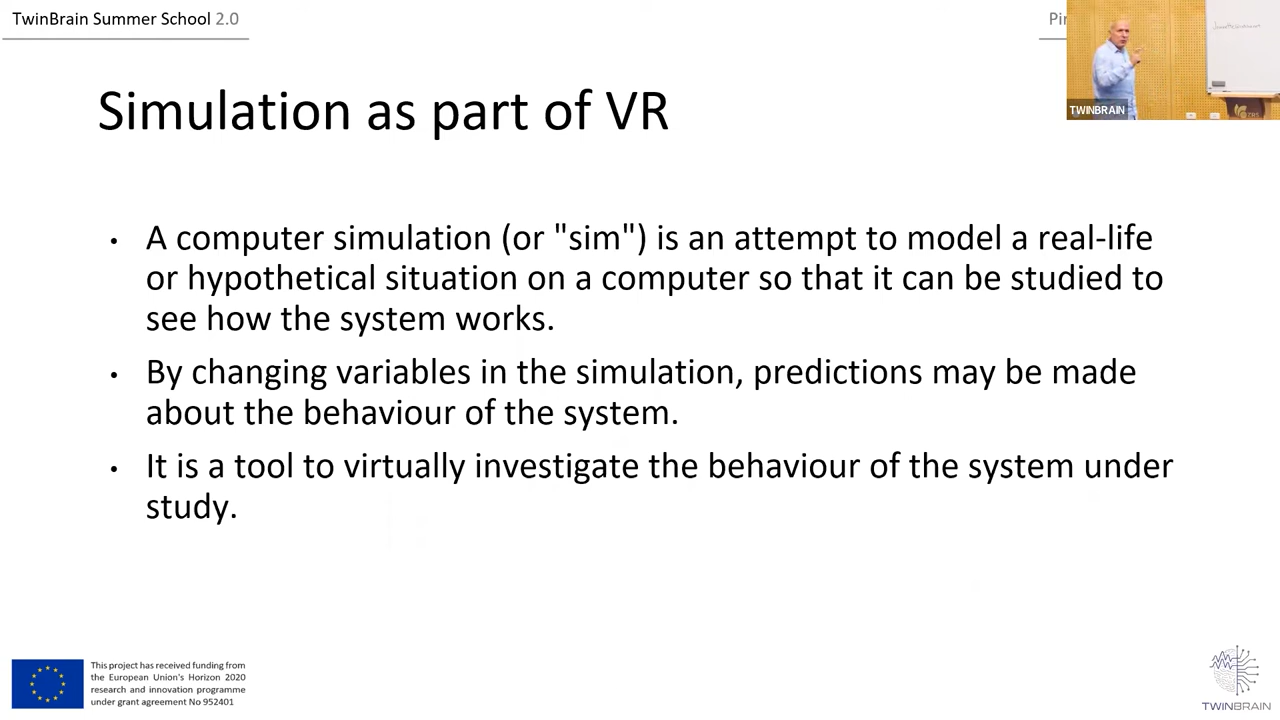 TwinBrain Summer School 2.0
TWINBRAIN
Simulation as part of VR
• A computer simulation (or "sim") is an attempt to model a real-life
or hypothetical situation on a computer so that it can be studied to
see how the system works.
• By changing variables in the simulation, predictions may be made
about the behaviour of the system.
• It is a tool to virtually investigate the behaviour of the system under
study.
This project has received funding from
the European Union's Horizon 2020
research and innovation programme
under grant agreement No 952401
TWINBRAIN